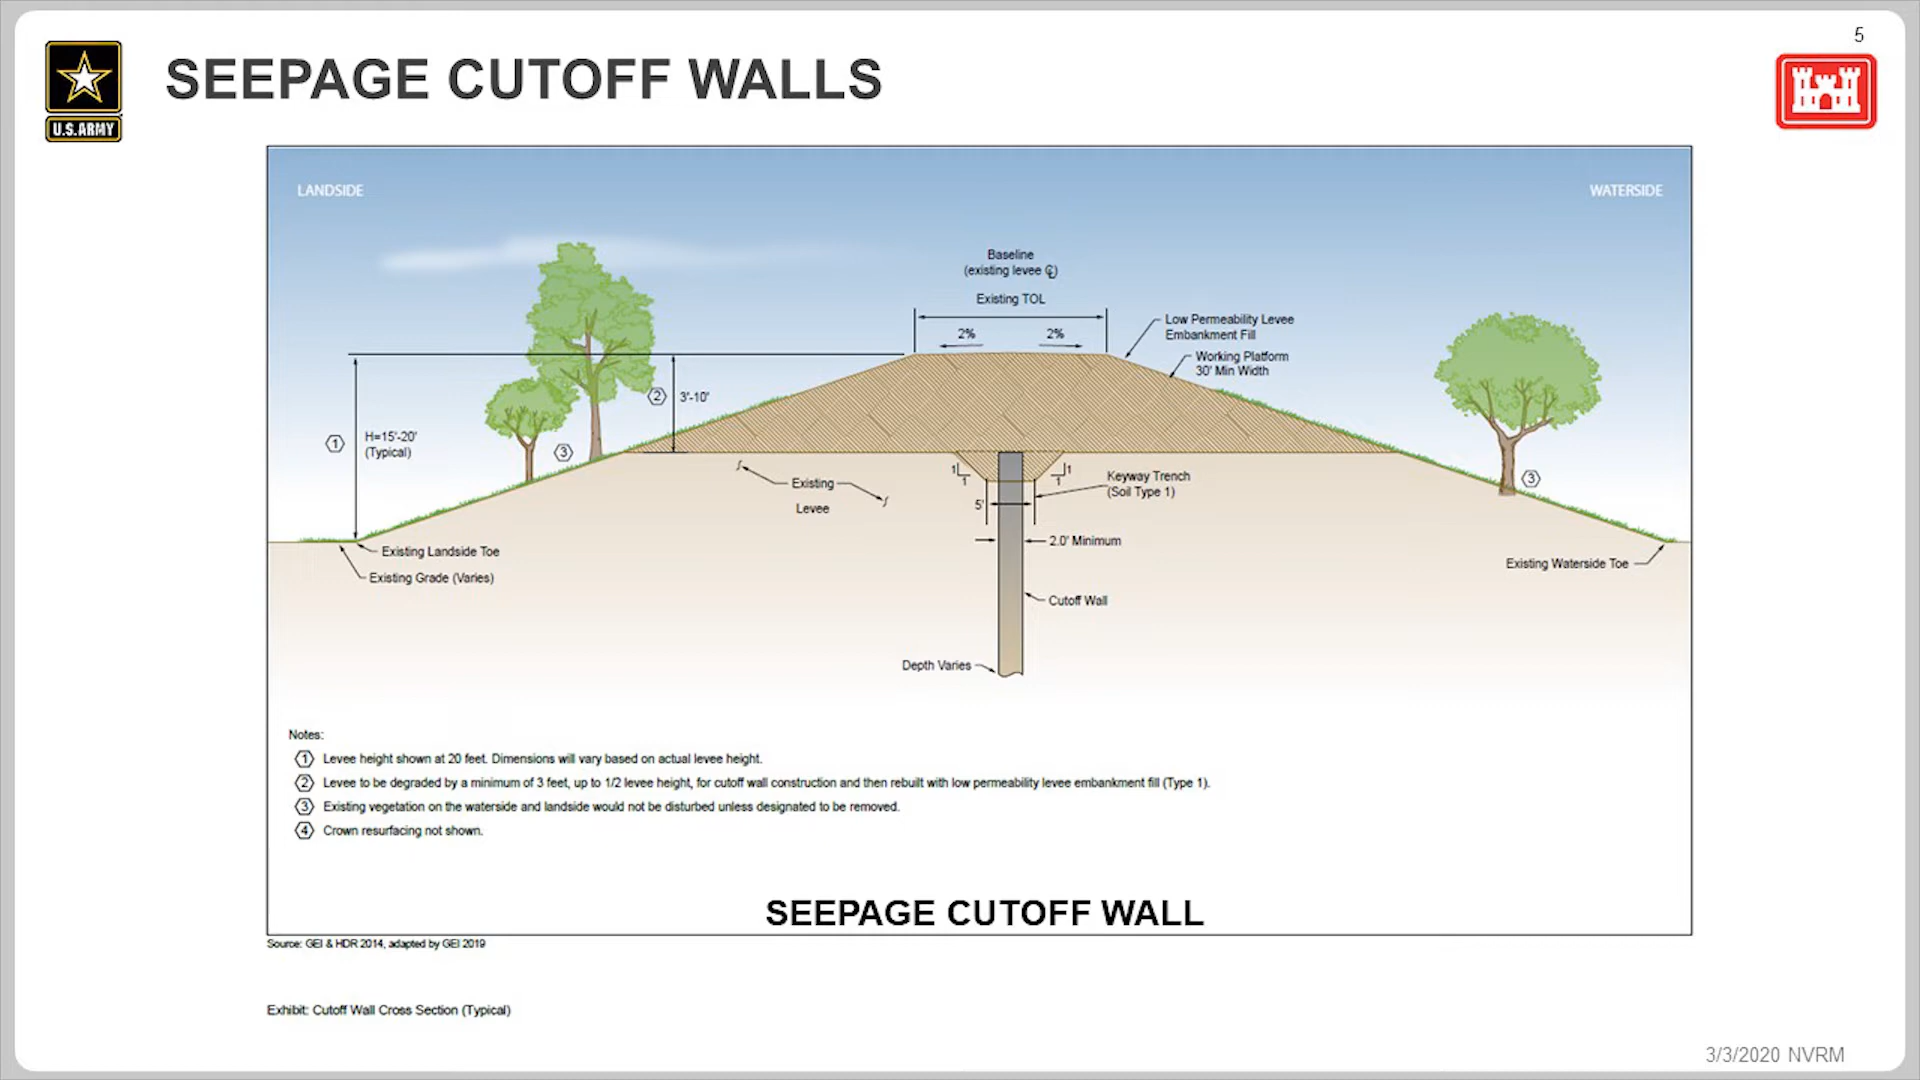 5
SEEPAGE CUTOFF WALLS
U.S.ARMY
LANDSIDE
WATERSIDE
Baseline
(existing levee ℄)
Existing TOL
2%
2%
Low Permeability Levee
Embankment Fill
Working Platform
30' Min Width
2
3'-10'
1
H=15'-20'
(Typical)
3
Existing
Levee
1
1
1
1
Keyway Trench
(Soil Type 1)
3
5'
2.0' Minimum
Existing Landside Toe
Existing Grade (Varies)
Existing Waterside Toe
Cutoff Wall
Depth Varies
Notes:
1 Levee height shown at 20 feet. Dimensions will vary based on actual levee height.
2 Levee to be degraded by a minimum of 3 feet, up to 1/2 levee height, for cutoff wall construction and then rebuilt with low permeability levee embankment fill (Type 1).
3 Existing vegetation on the waterside and landside would not be disturbed unless designated to be removed.
4 Crown resurfacing not shown.
SEEPAGE CUTOFF WALL
Source: GEI & HDR 2014, adapted by GEI 2019
Exhibit: Cutoff Wall Cross Section (Typical)
3/3/2020 NVRM